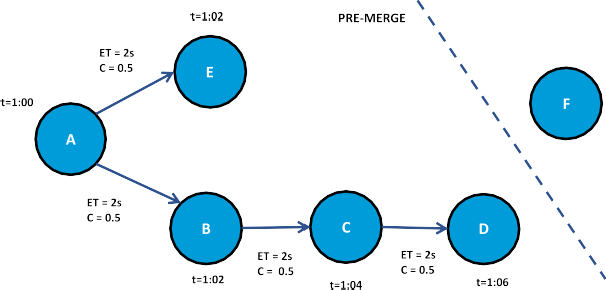 t=1:02
PRE-MERGE
ET = 2s
C = 0.5
E
t=1:00
F
A
ET = 2s
C = 0.5
B
C
D
ET = 2s
C = 0.5
ET = 2s
C = 0.5
t=1:02
t=1:04
t=1:06